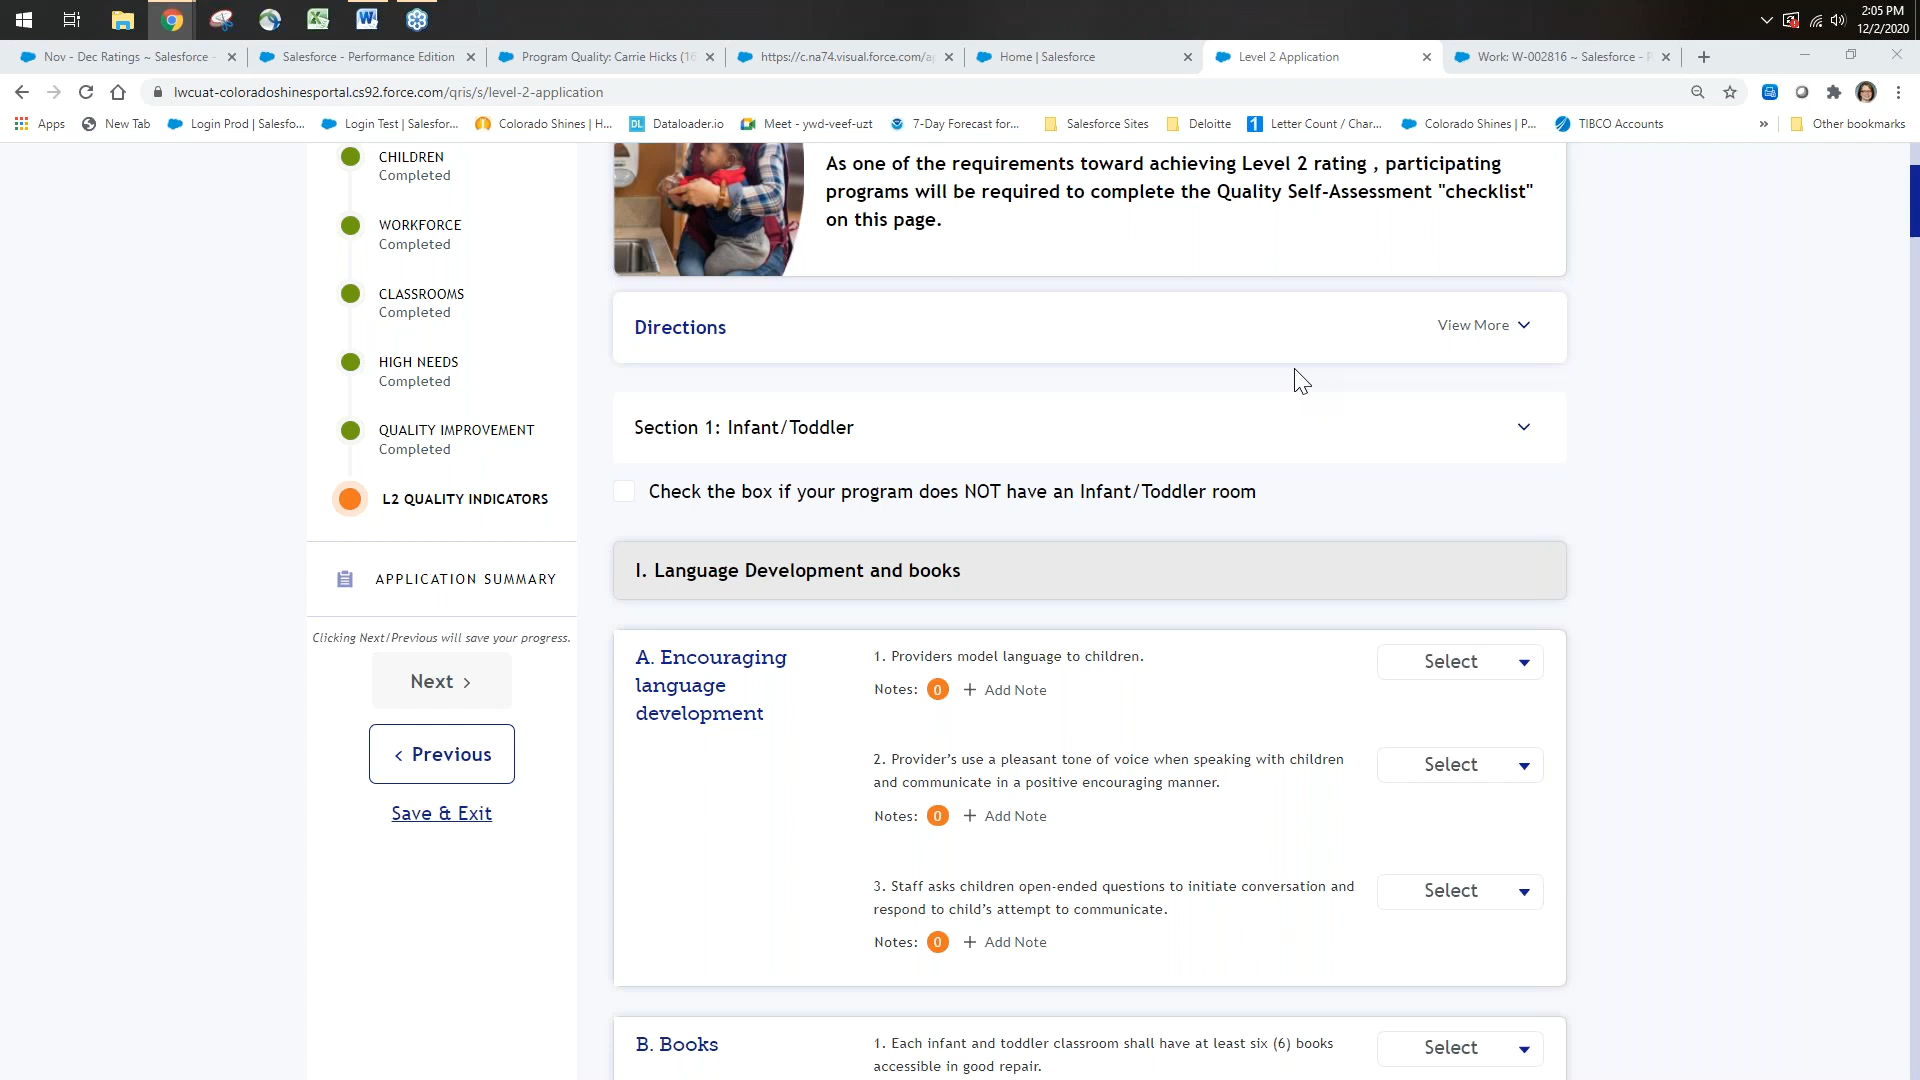 2:05 PM
12/2/2020
Nov - Dec Ratings ~ Salesforce -
Salesforce - Performance Edition
Program Quality: Carrie Hicks (16
https://c.na74.visual.force.com/ap
Home | Salesforce
Level 2 Application
Work: W-002816 ~ Salesforce - P
lwcuat-coloradoshinesportal.cs92.force.com/qris/s/level-2-application
Apps
New Tab
Login Prod | Salesfo...
Login Test | Salesfor...
Colorado Shines | H...
DL Dataloader.io
Meet - ywd-veef-uzt
7-Day Forecast for...
Salesforce Sites
Deloitte
1 Letter Count / Char...
Colorado Shines | P...
TIBCO Accounts
»
Other bookmarks
CHILDREN
Completed
WORKFORCE
Completed
CLASSROOMS
Completed
HIGH NEEDS
Completed
QUALITY IMPROVEMENT
Completed
L2 QUALITY INDICATORS
APPLICATION SUMMARY
Clicking Next/Previous will save your progress.
Next >
< Previous
Save & Exit
As one of the requirements toward achieving Level 2 rating , participating
programs will be required to complete the Quality Self-Assessment "checklist"
on this page.
Directions
View More
Section 1: Infant/Toddler
Check the box if your program does NOT have an Infant/Toddler room
I. Language Development and books
A. Encouraging
language
development
1. Providers model language to children.
Select
Notes: 0 + Add Note
2. Provider’s use a pleasant tone of voice when speaking with children
and communicate in a positive encouraging manner.
Select
Notes: 0 + Add Note
3. Staff asks children open-ended questions to initiate conversation and
respond to child’s attempt to communicate.
Select
Notes: 0 + Add Note
B. Books
1. Each infant and toddler classroom shall have at least six (6) books
accessible in good repair.
Select